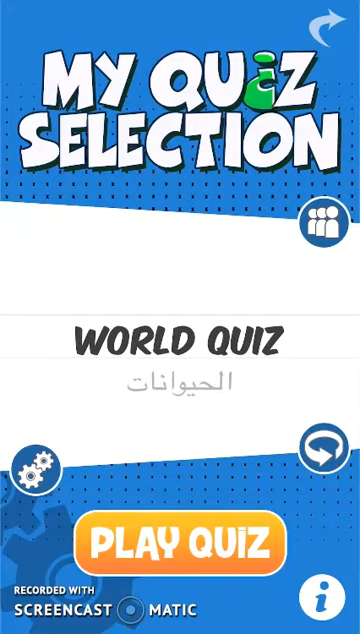 MY QUIZ
SELECTION
WORLD QUIZ
الحيوانات
PLAY QUIZ
RECORDED WITH
SCREENCAST MATIC